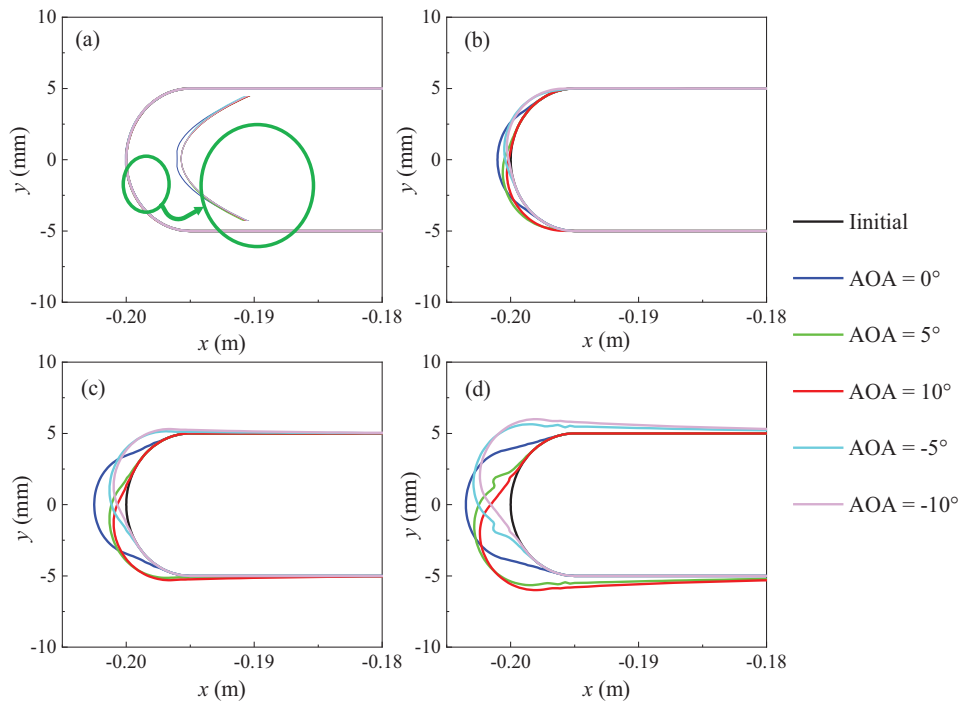 (a)
10
5
0
-5
-10
y (mm)
-0.20
-0.19
-0.18
x (m)
(b)
10
5
0
-5
-10
y (mm)
-0.20
-0.19
-0.18
x (m)
(c)
10
5
0
-5
-10
y (mm)
-0.20
-0.19
-0.18
x (m)
(d)
10
5
0
-5
-10
y (mm)
-0.20
-0.19
-0.18
x (m)
Iinitial
AOA = 0°
AOA = 5°
AOA = 10°
AOA = -5°
AOA = -10°